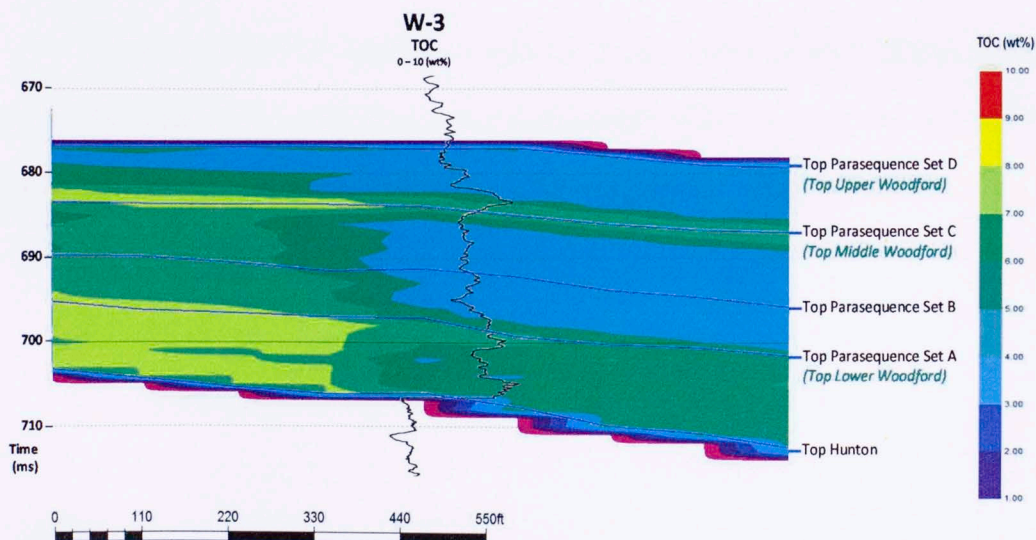 W-3
TOC
0 – 10 (wt%)
TOC (wt%)
670
680
690
700
710
Time
(ms)
Top Parasequence Set D
(Top Upper Woodford)
Top Parasequence Set C
(Top Middle Woodford)
Top Parasequence Set B
Top Parasequence Set A
(Top Lower Woodford)
Top Hunton
10.00
9.00
8.00
7.00
6.00
5.00
4.00
3.00
2.00
1.00
0 110 220 330 440 550ft